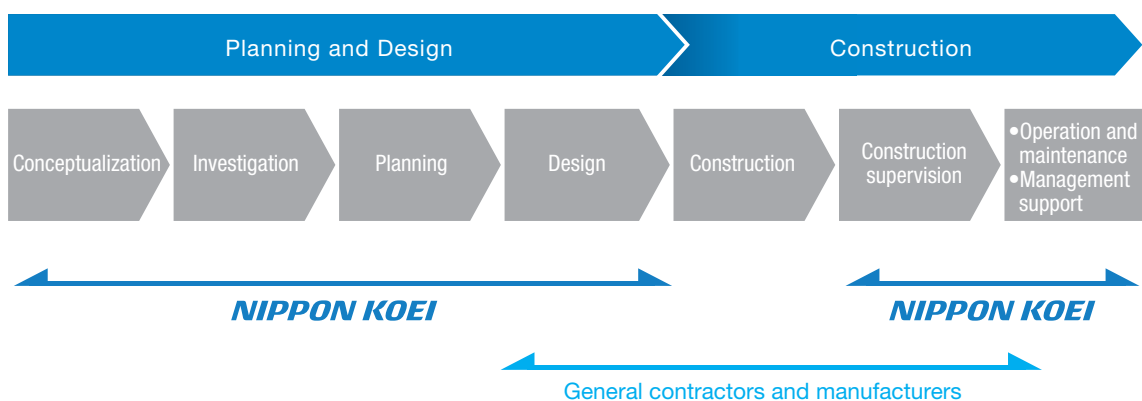 Planning and Design
Construction
Conceptualization
Investigation
Planning
Design
Construction
Construction
supervision
•Operation and
maintenance
•Management
support
NIPPON KOEI
NIPPON KOEI
General contractors and manufacturers